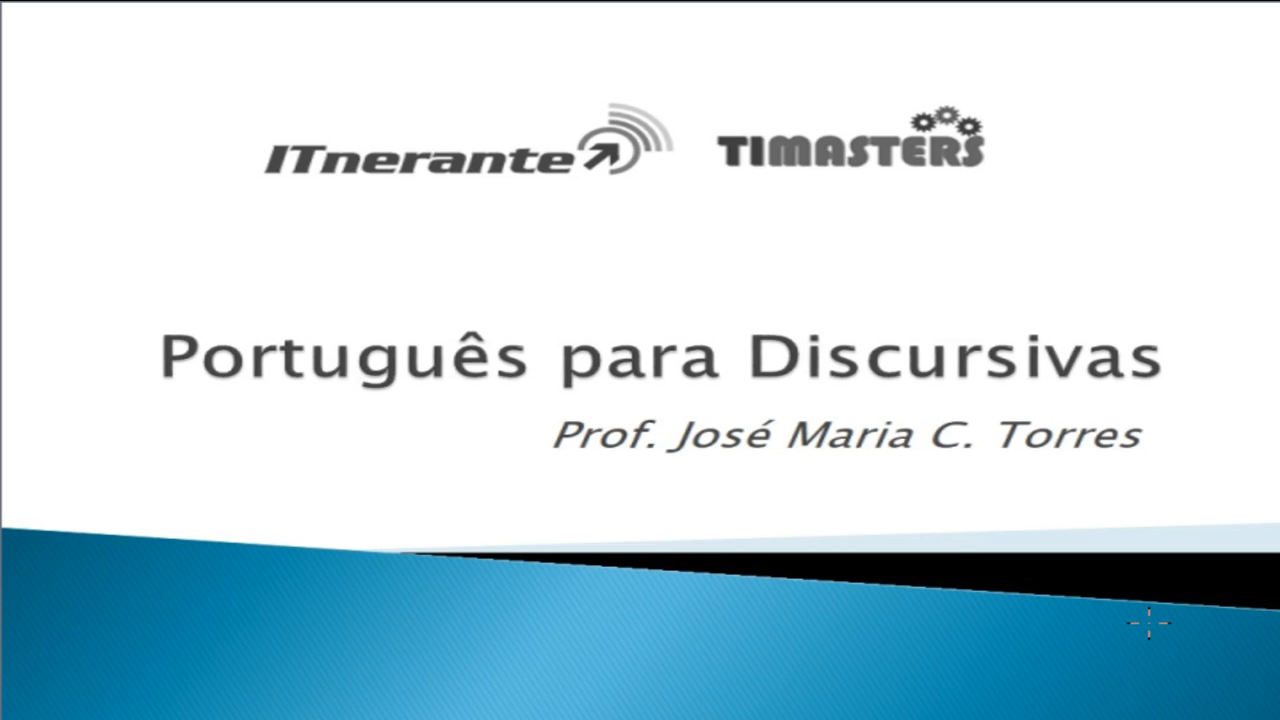 ITnerante TIMASTERS
Português para Discursivas
Prof. José Maria C. Torres